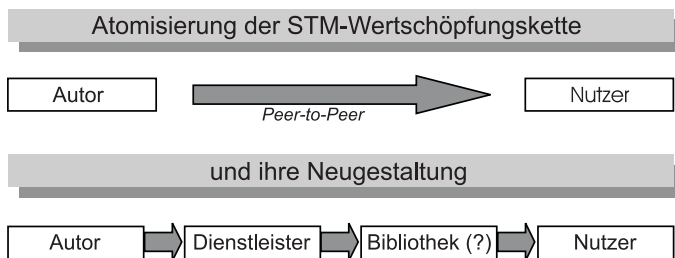 Atomisierung der STM-Wertschöpfungskette
Autor
Nutzer
Peer-to-Peer
und ihre Neugestaltung
Autor Dienstleister Bibliothek (?) Nutzer